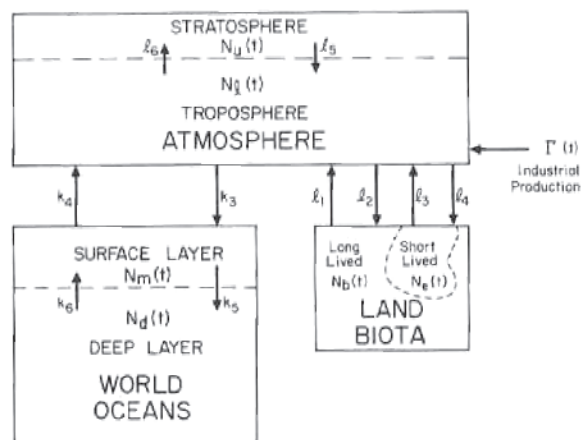 STRATOSPHERE
ℓ6 Nu(t) ℓ5
Nℓ(t)
TROPOSPHERE
ATMOSPHERE
Γ(t)
Industrial
Production
k4 k3 ℓ1 ℓ2 ℓ3 ℓ4
SURFACE LAYER
Nm(t)
k6 k5
Nd(t)
DEEP LAYER
WORLD
OCEANS
Long
Lived
Nb(t)
Short
Lived
Ne(t)
LAND
BIOTA